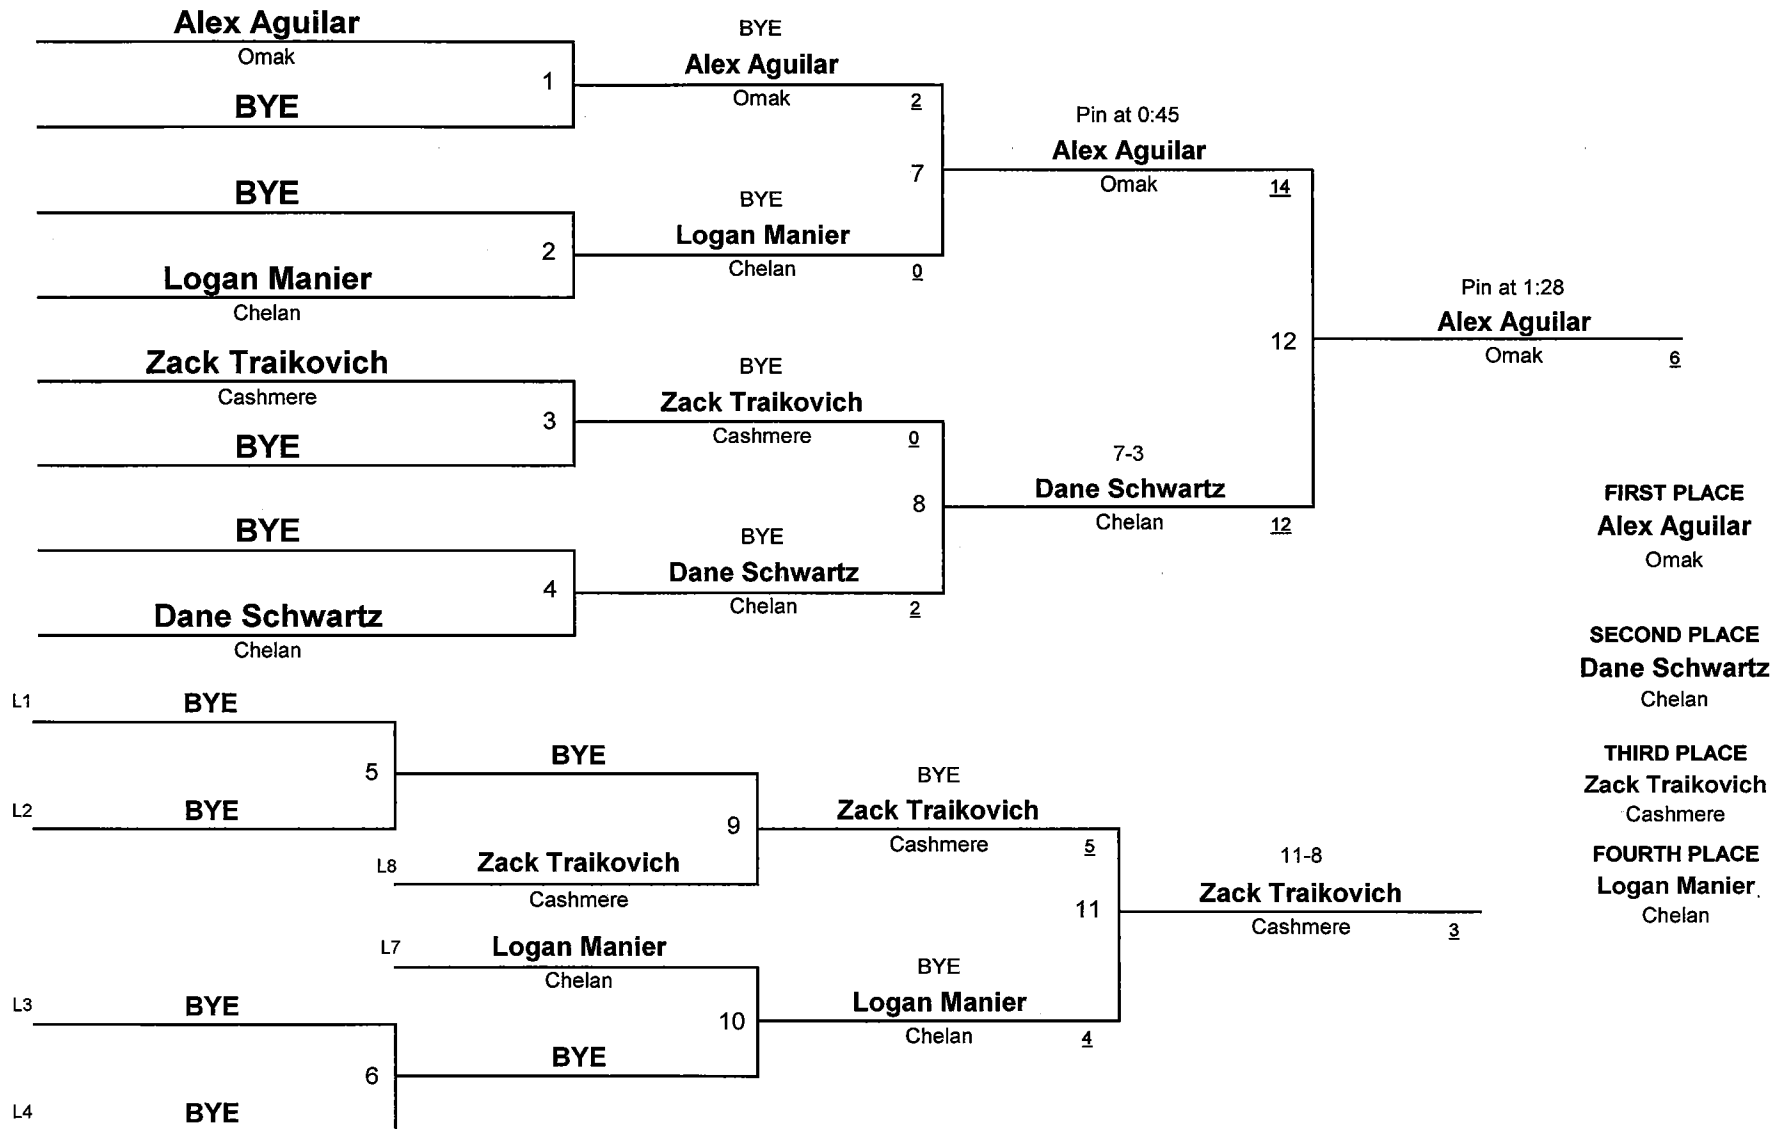 Alex Aguilar
Omak
1
BYE
BYE
2
Logan Manier
Chelan
Zack Traikovich
Cashmere
3
BYE
BYE
4
Dane Schwartz
Chelan
BYE
Alex Aguilar
Omak 2
7
BYE
Logan Manier
Chelan 0
BYE
Zack Traikovich
Cashmere 0
8
BYE
Dane Schwartz
Chelan 2
Pin at 0:45
Alex Aguilar
Omak 14
12
7-3
Dane Schwartz
Chelan 12
Pin at 1:28
Alex Aguilar
Omak 6
FIRST PLACE
Alex Aguilar
Omak
SECOND PLACE
Dane Schwartz
Chelan
THIRD PLACE
Zack Traikovich
Cashmere
FOURTH PLACE
Logan Manier
Chelan
L1 BYE
5
L2 BYE
BYE
9
L8 Zack Traikovich
Cashmere
L7 Logan Manier
Chelan
10
BYE
L3 BYE
6
L4 BYE
BYE
Zack Traikovich
Cashmere 5
11
BYE
Logan Manier
Chelan 4
11-8
Zack Traikovich
Cashmere 3